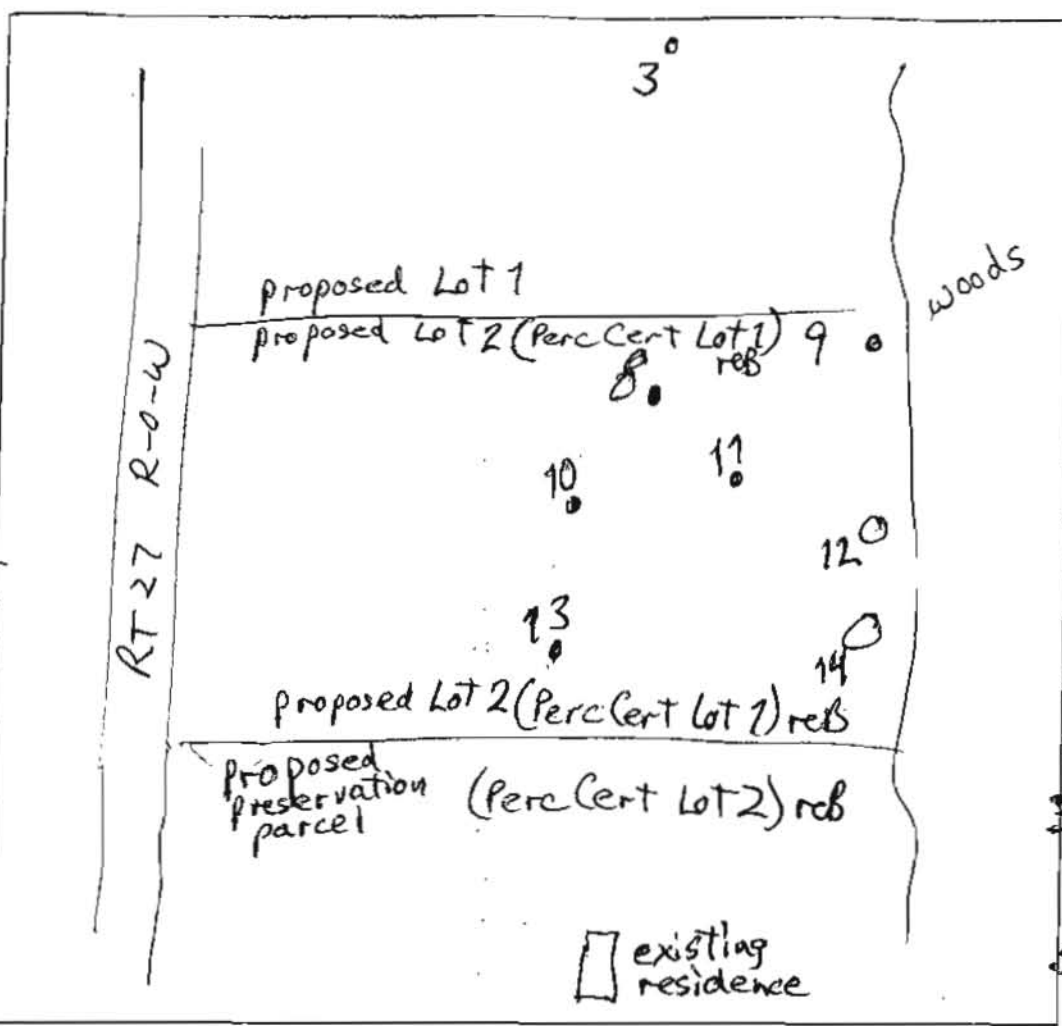 3
proposed Lot 1
woods
proposed Lot 2 (Perc Cert Lot 1) 9
reB
8
11
10
RT 27 R-O-W
12
13
14
proposed Lot 2 (Perc Cert Lot 1) reB
proposed
preservation
parcel
(Perc Cert Lot 2) reB
existing
residence